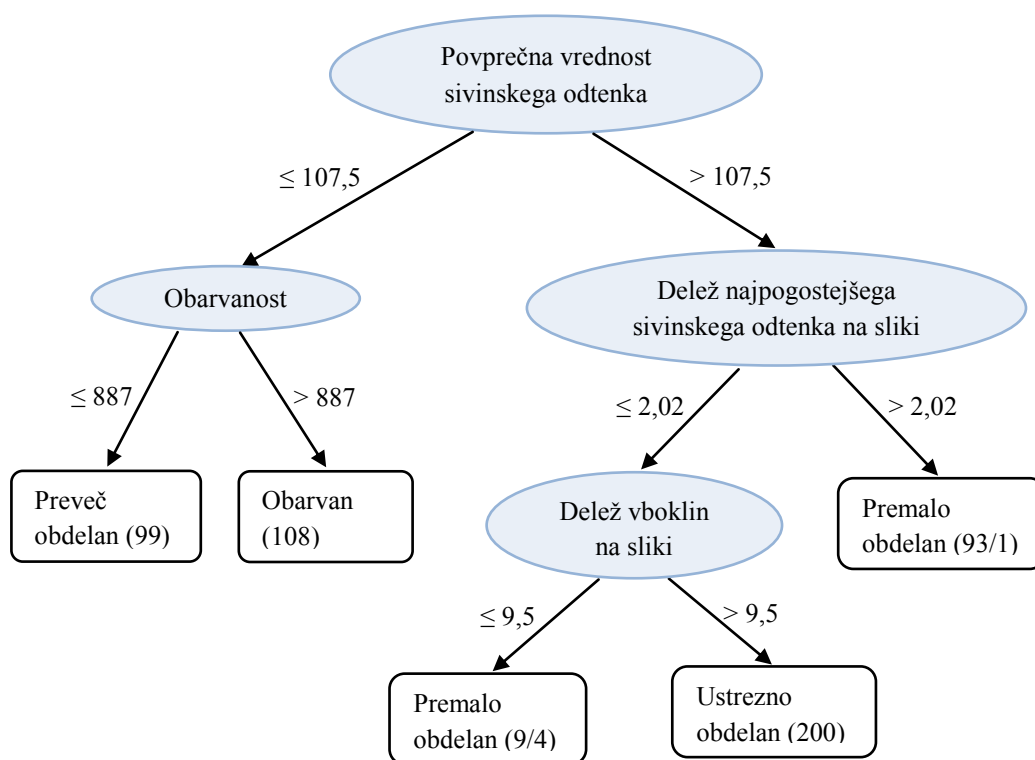 Povprečna vrednost
sivinskega odtenka
≤ 107,5
> 107,5
Obarvanost
Delež najpogostejšega
sivinskega odtenka na sliki
≤ 887
> 887
≤ 2,02
> 2,02
Preveč
obdelan (99)
Obarvan
(108)
Delež vboklin
na sliki
Premalo
obdelan (93/1)
≤ 9,5
> 9,5
Premalo
obdelan (9/4)
Ustrezno
obdelan (200)